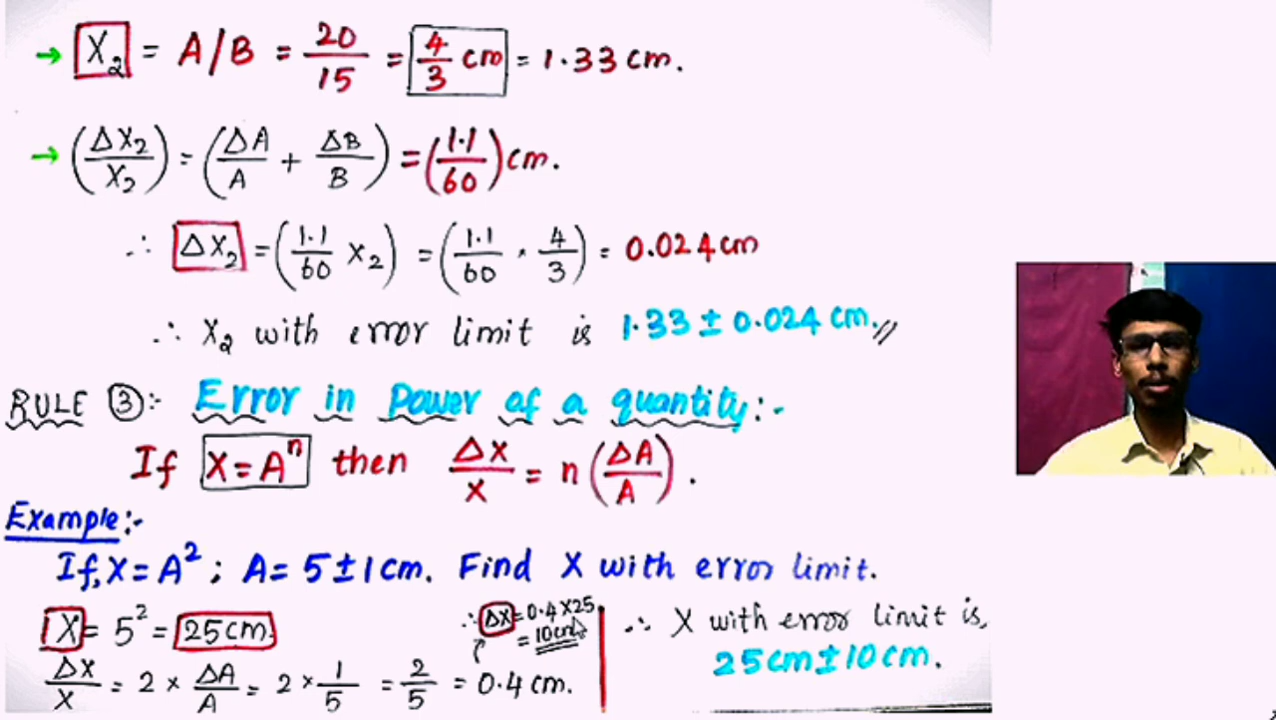 → X₂ = A/B = 20/15 = 4/3 cm = 1.33 cm.
→ (ΔX₂/X₂) = (ΔA/A + ΔB/B) = (1.1/60) cm.
∴ ΔX₂ = (1.1/60 × 2) = (1.1/60 · 4/3) = 0.024 cm
∴ X₂ with error limit is 1.33 ± 0.024 cm.//
RULE ③:- Error in Power of a quantity:-
If X = Aⁿ then ΔX/X = n (ΔA/A).
Example:-
If, X = A² ; A = 5 ± 1 cm. Find X with error limit.
X = 5² = 25 cm
ΔX/X = 2 × ΔA/A = 2 × 1/5 = 2/5 = 0.4 cm.
∴ ΔX = 0.4 × 25
= 10 cm
∴ X with error limit is,
25 cm ± 10 cm.